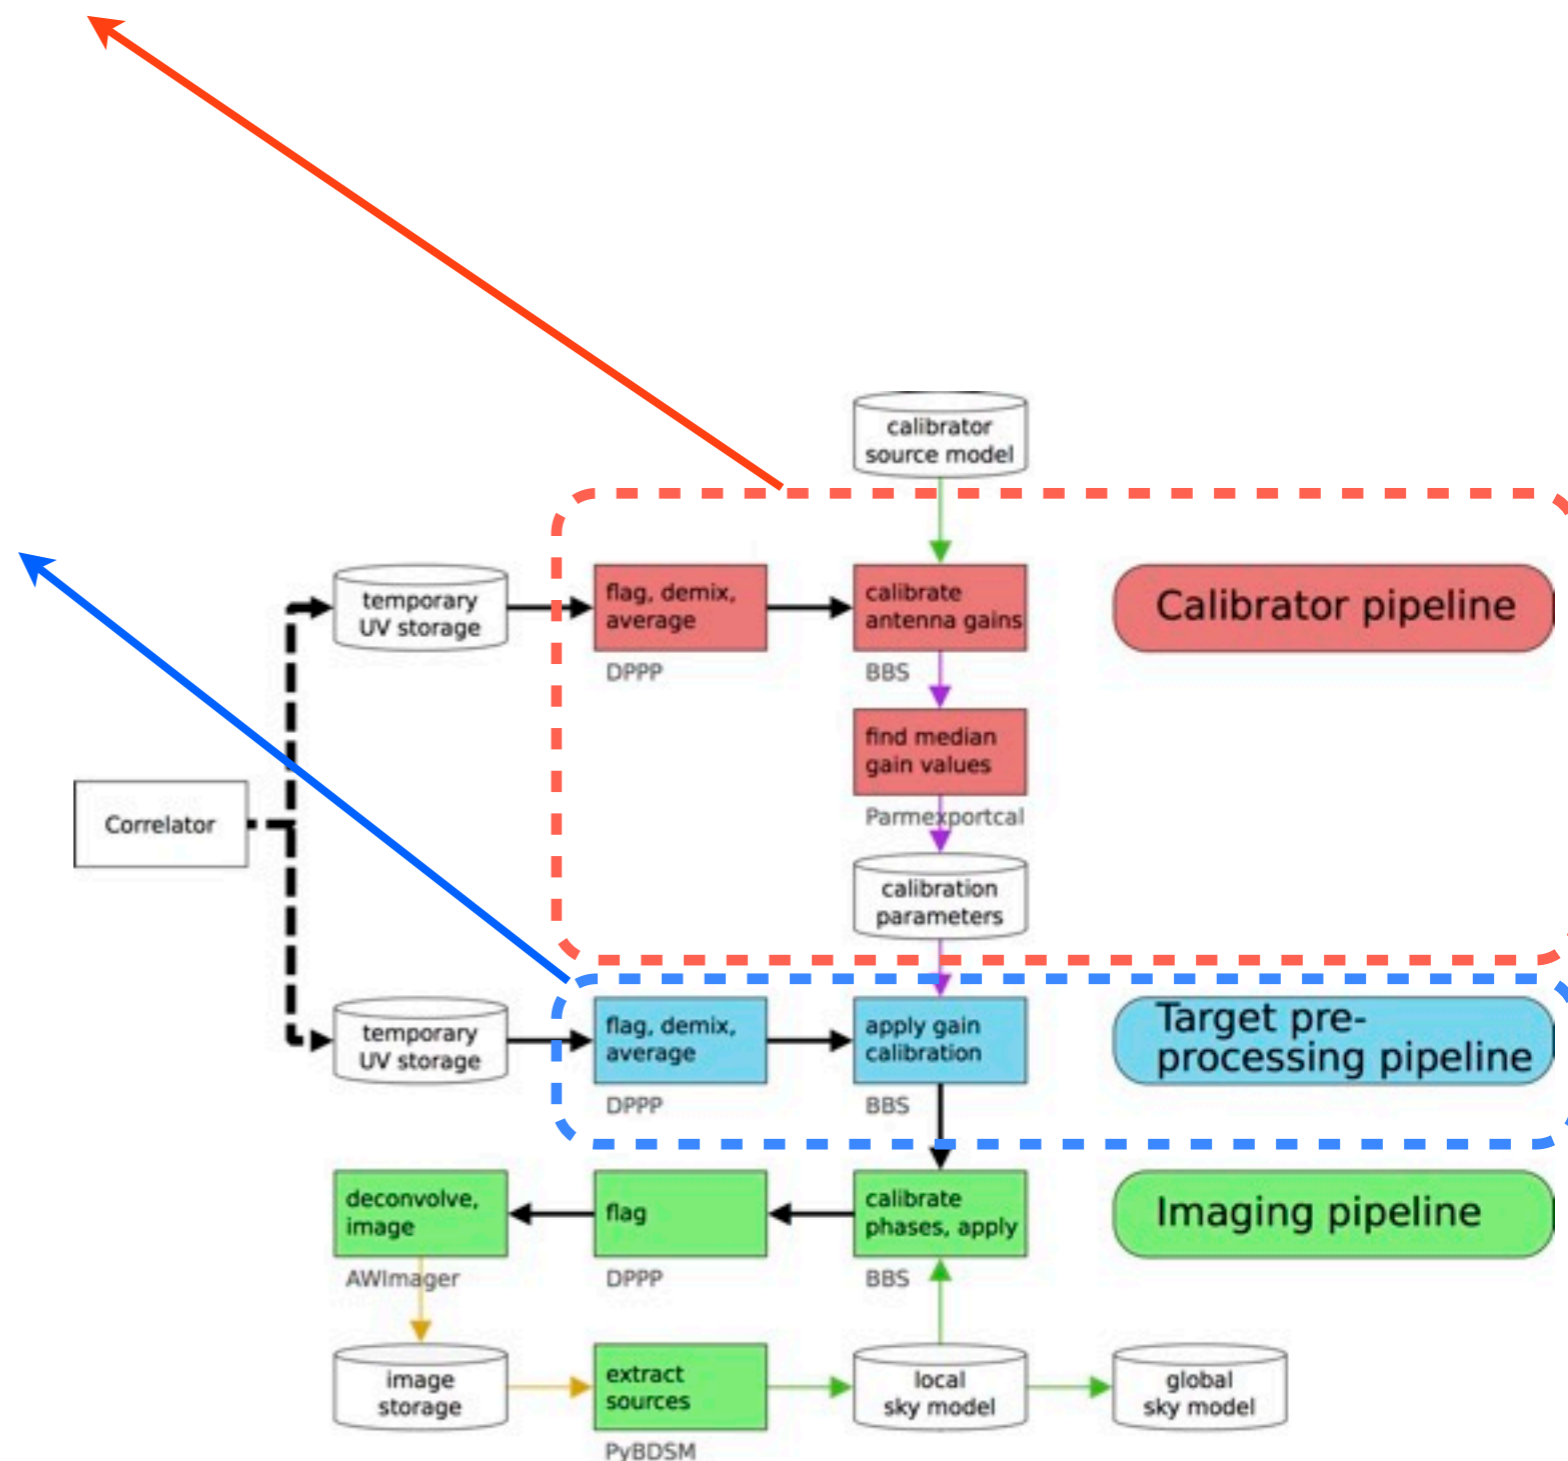 calibrator
source model
temporary
UV storage
flag, demix,
average
DPPP
calibrate
antenna gains
BBS
Calibrator pipeline
find median
gain values
Parmexportcal
Correlator
calibration
parameters
temporary
UV storage
flag, demix,
average
DPPP
apply gain
calibration
BBS
Target pre-
processing pipeline
deconvolve,
image
AWImager
flag
DPPP
calibrate
phases, apply
BBS
Imaging pipeline
image
storage
extract
sources
PyBDSM
local
sky model
global
sky model